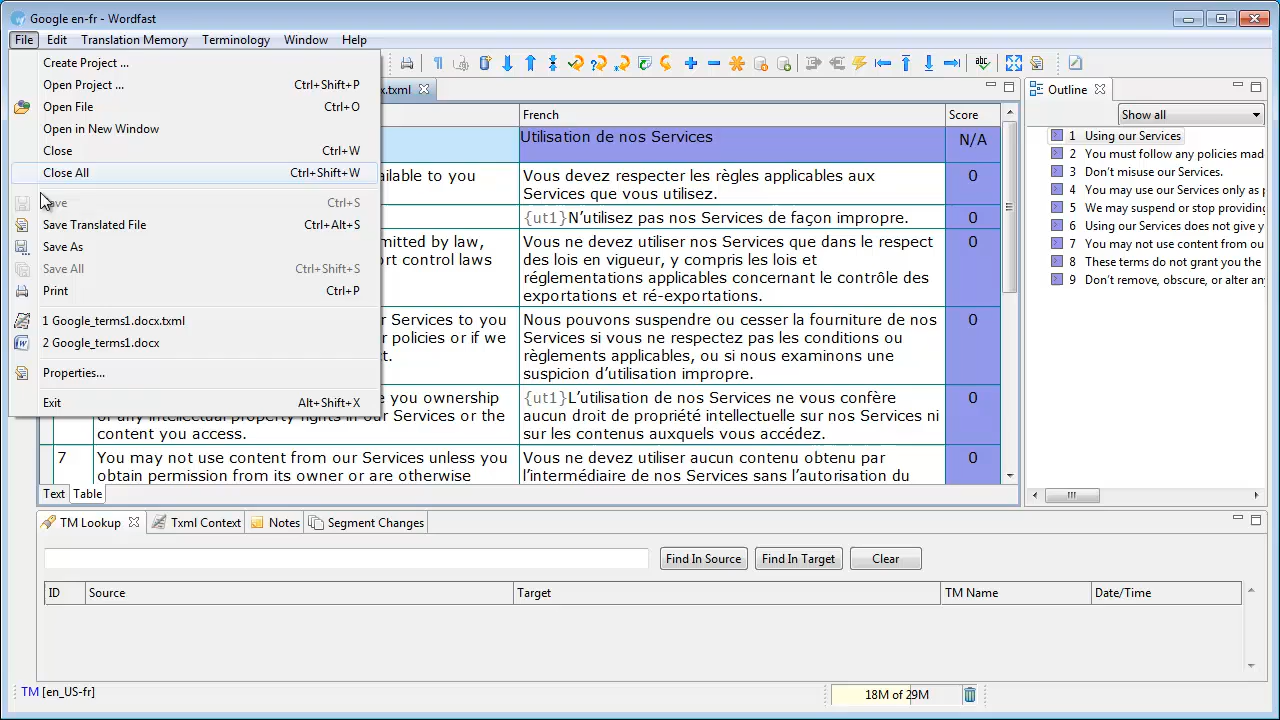 Google en-fr - Wordfast
File Edit Translation Memory Terminology Window Help
Create Project ...
Open Project ... Ctrl+Shift+P
Open File Ctrl+O
Open in New Window
Close Ctrl+W
Close All Ctrl+Shift+W
Ctrl+S
Save Translated File Ctrl+Alt+S
Save As
Save All Ctrl+Shift+S
Print Ctrl+P
1 Google_terms1.docx.txml
2 Google_terms1.docx
Properties...
Exit Alt+Shift+X
x.txml
French Score
Utilisation de nos Services N/A
ailable to you
Vous devez respecter les règles applicables aux
Services que vous utilisez.
0
{ut1}N’utilisez pas nos Services de façon impropre. 0
mitted by law,
ort control laws
Vous ne devez utiliser nos Services que dans le respect
des lois en vigueur, y compris les lois et
réglementations applicables concernant le contrôle des
exportations et ré-exportations.
0
r Services to you
r policies or if we
ct.
Nous pouvons suspendre ou cesser la fourniture de nos
Services si vous ne respectez pas les conditions ou
règlements applicables, ou si nous examinons une
suspicion d’utilisation impropre.
0
e you ownership
of any intellectual property rights in our Services or the
content you access.
{ut1}L’utilisation de nos Services ne vous confère
aucun droit de propriété intellectuelle sur nos Services ni
sur les contenus auxquels vous accédez.
0
7
You may not use content from our Services unless you
obtain permission from its owner or are otherwise
Vous ne devez utiliser aucun contenu obtenu par
l’intermédiaire de nos Services sans l’autorisation du
0
Text Table
Outline
Show all
1 Using our Services
2 You must follow any policies mad
3 Don’t misuse our Services.
4 You may use our Services only as p
5 We may suspend or stop providing
6 Using our Services does not give y
7 You may not use content from ou
8 These terms do not grant you the
9 Don’t remove, obscure, or alter an
TM Lookup Txml Context Notes Segment Changes
Find In Source Find In Target Clear
ID Source Target TM Name Date/Time
TM [en_US-fr]
18M of 29M